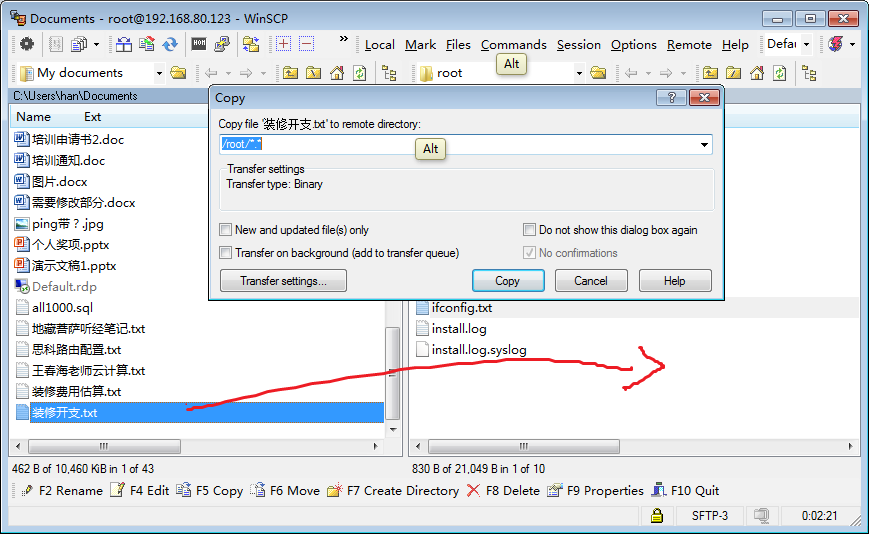 Documents - root@192.168.80.123 - WinSCP
» Local Mark Files Commands Session Options Remote Help Defau
My documents
root
Alt
C:\Users\han\Documents
Name Ext
培训申请书2.doc
培训通知.doc
图片.docx
需要修改部分.docx
ping带？.jpg
个人奖项.pptx
演示文稿1.pptx
Default.rdp
all1000.sql
地藏菩萨听经笔记.txt
思科路由配置.txt
王春海老师云计算.txt
装修费用估算.txt
装修开支.txt
Copy
Copy file '装修开支.txt' to remote directory:
/root/*.*
Alt
Transfer settings
Transfer type: Binary
New and updated file(s) only
Do not show this dialog box again
Transfer on background (add to transfer queue)
No confirmations
Transfer settings...
Copy
Cancel
Help
ifconfig.txt
install.log
install.log.syslog
462 B of 10,460 KiB in 1 of 43
830 B of 21,049 B in 1 of 10
F2 Rename F4 Edit F5 Copy F6 Move F7 Create Directory F8 Delete F9 Properties F10 Quit
SFTP-3
0:02:21